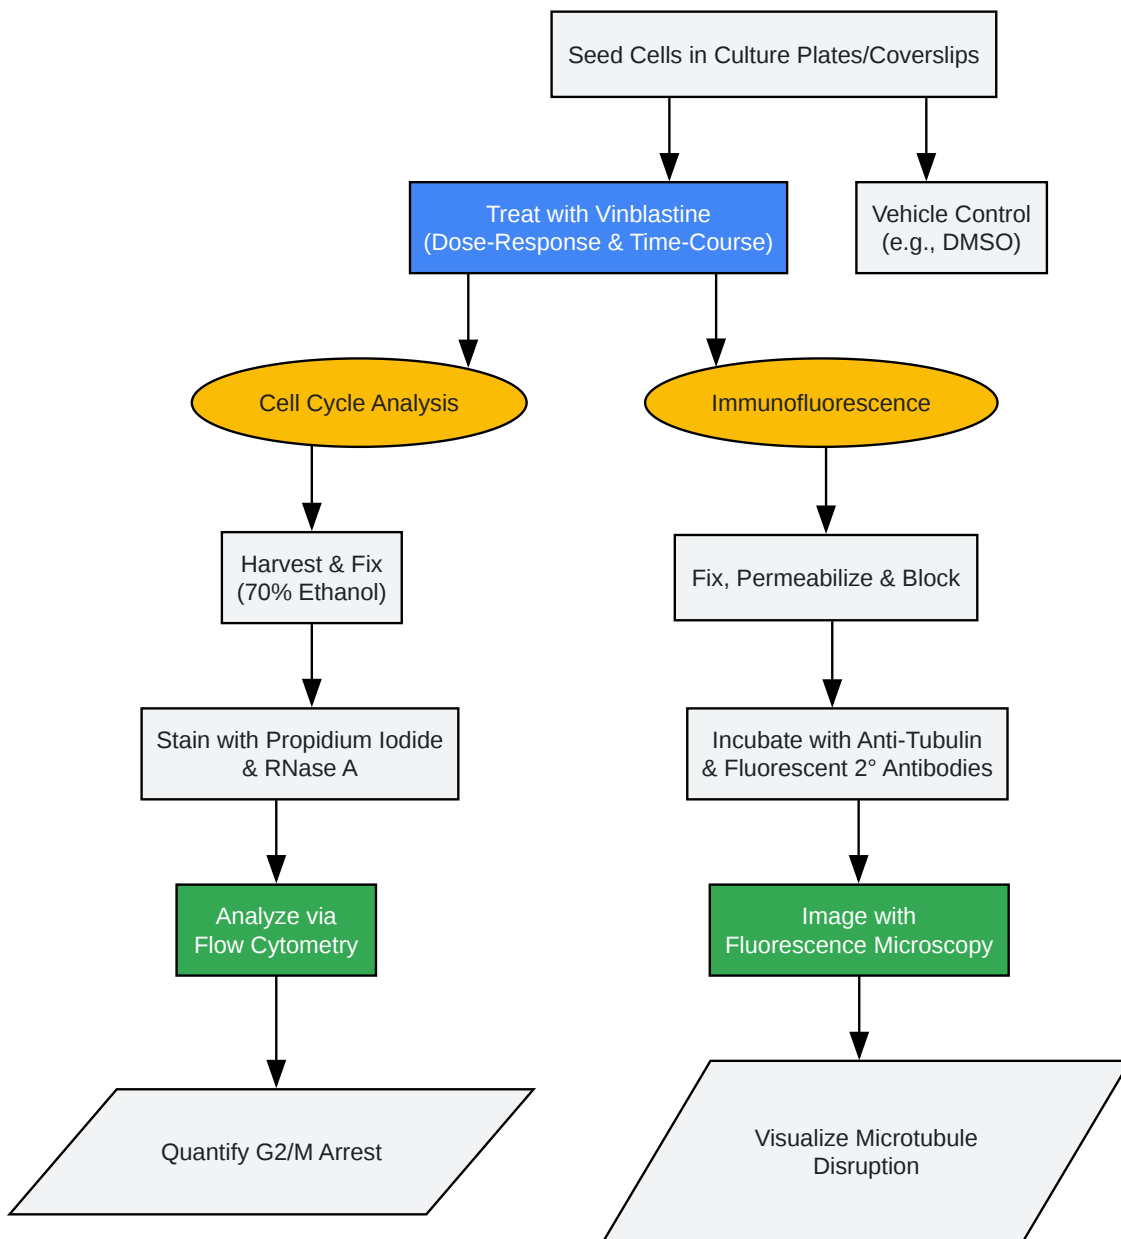 Seed Cells in Culture Plates/Coverslips
Treat with Vinblastine
(Dose-Response & Time-Course)
Vehicle Control
(e.g., DMSO)
Cell Cycle Analysis
Immunofluorescence
Harvest & Fix
(70% Ethanol)
Fix, Permeabilize & Block
Stain with Propidium Iodide
& RNase A
Incubate with Anti-Tubulin
& Fluorescent 2° Antibodies
Analyze via
Flow Cytometry
Image with
Fluorescence Microscopy
Quantify G2/M Arrest
Visualize Microtubule
Disruption